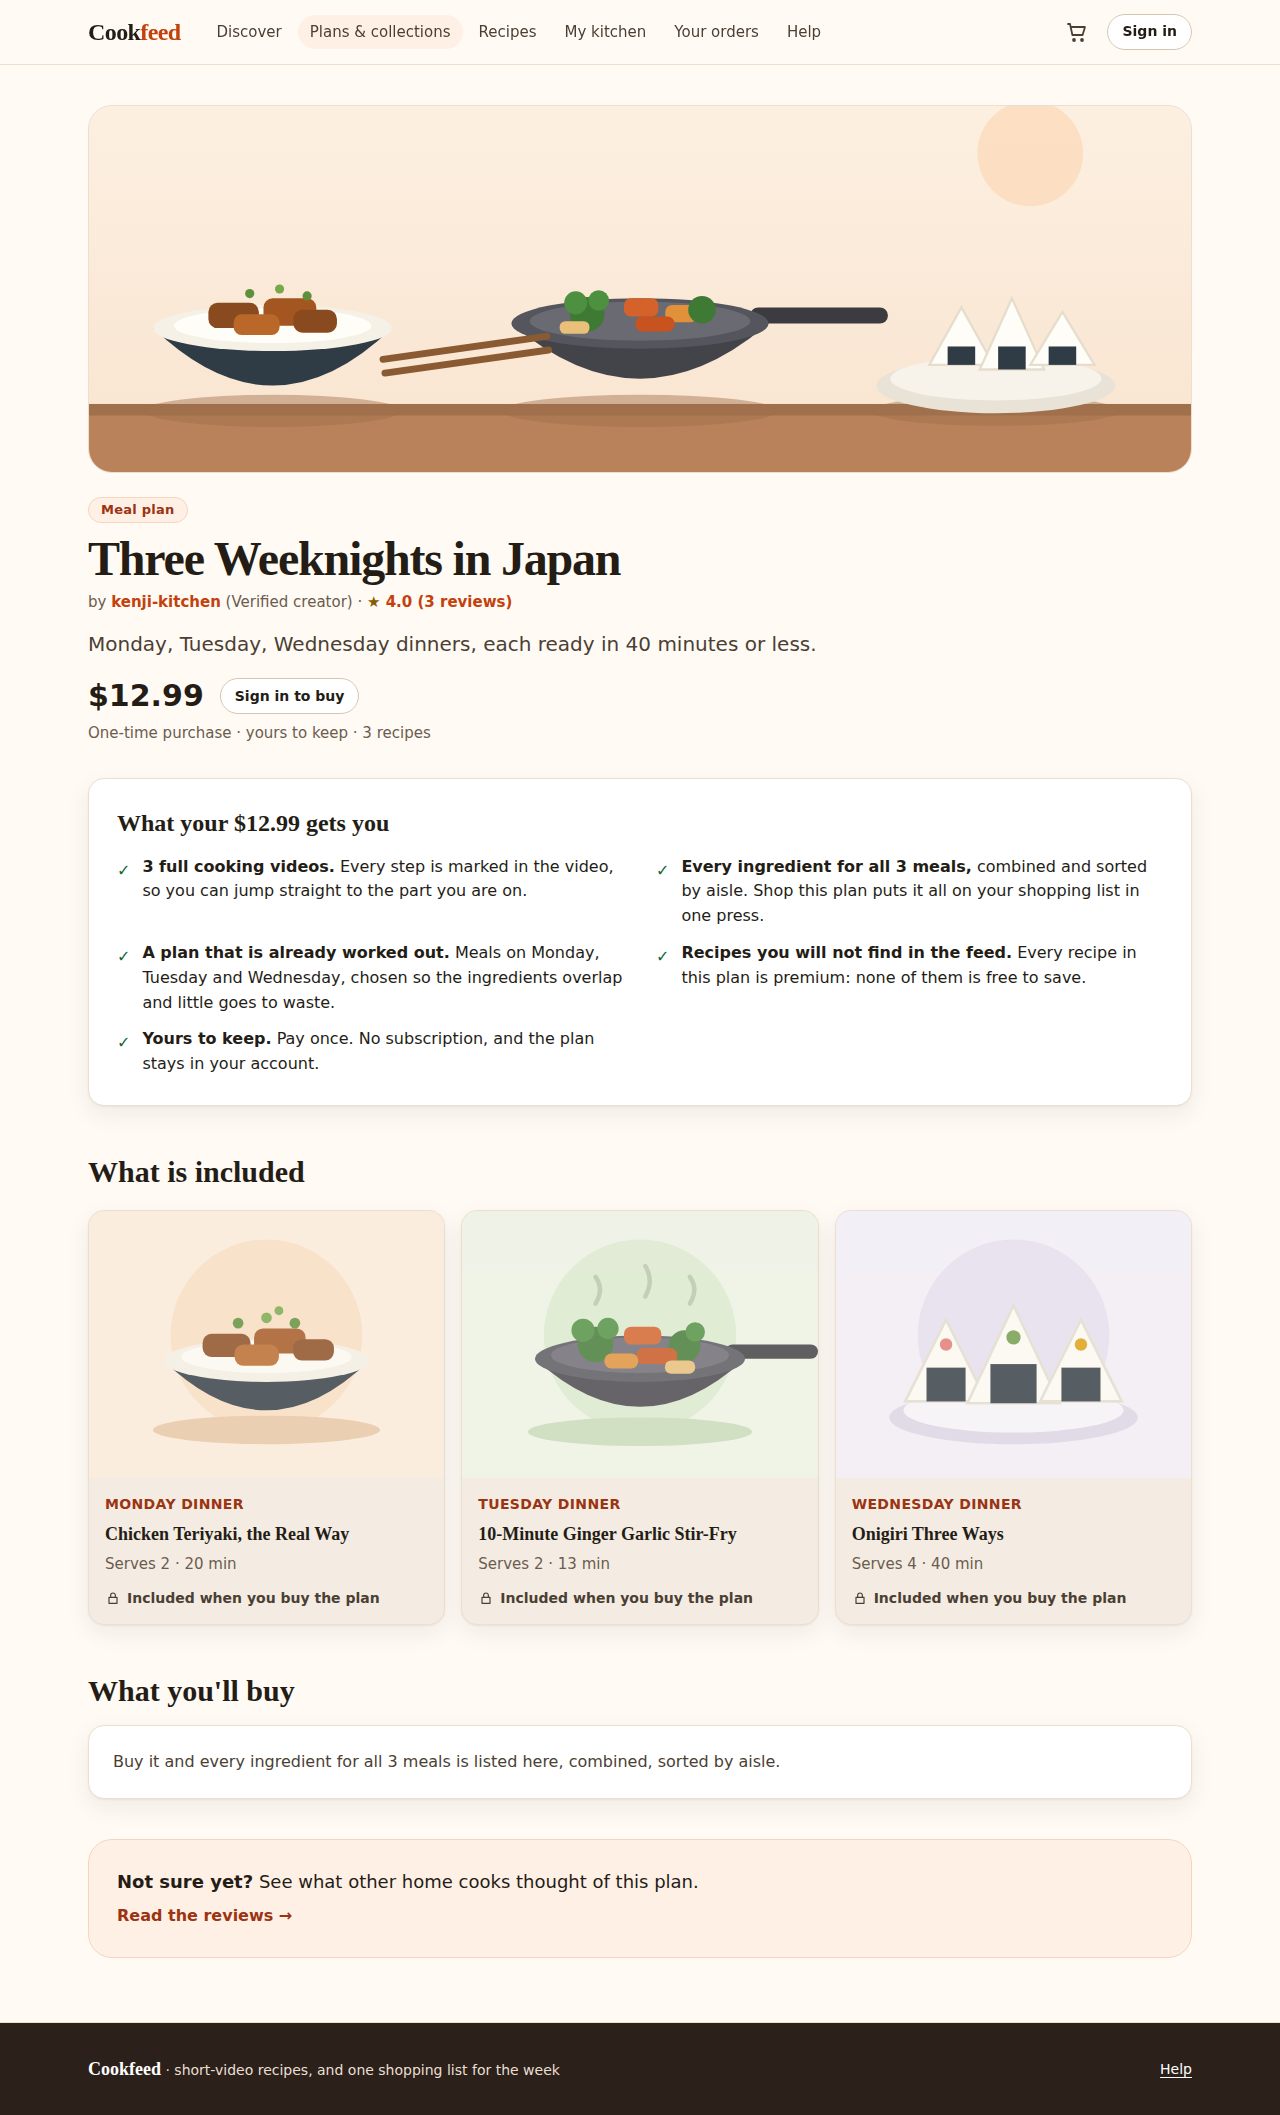 Cookfeed Discover Plans & collections Recipes My kitchen Your orders Help Sign in
Meal plan
Three Weeknights in Japan
by kenji-kitchen (Verified creator) · ★ 4.0 (3 reviews)
Monday, Tuesday, Wednesday dinners, each ready in 40 minutes or less.
$12.99 Sign in to buy
One-time purchase · yours to keep · 3 recipes
What your $12.99 gets you
✓ 3 full cooking videos. Every step is marked in the video,
so you can jump straight to the part you are on.
✓ Every ingredient for all 3 meals, combined and sorted
by aisle. Shop this plan puts it all on your shopping list in
one press.
✓ A plan that is already worked out. Meals on Monday,
Tuesday and Wednesday, chosen so the ingredients overlap
and little goes to waste.
✓ Recipes you will not find in the feed. Every recipe in
this plan is premium: none of them is free to save.
✓ Yours to keep. Pay once. No subscription, and the plan
stays in your account.
What is included
MONDAY DINNER
Chicken Teriyaki, the Real Way
Serves 2 · 20 min
Included when you buy the plan
TUESDAY DINNER
10-Minute Ginger Garlic Stir-Fry
Serves 2 · 13 min
Included when you buy the plan
WEDNESDAY DINNER
Onigiri Three Ways
Serves 4 · 40 min
Included when you buy the plan
What you'll buy
Buy it and every ingredient for all 3 meals is listed here, combined, sorted by aisle.
Not sure yet? See what other home cooks thought of this plan.
Read the reviews →
Cookfeed · short-video recipes, and one shopping list for the week
Help